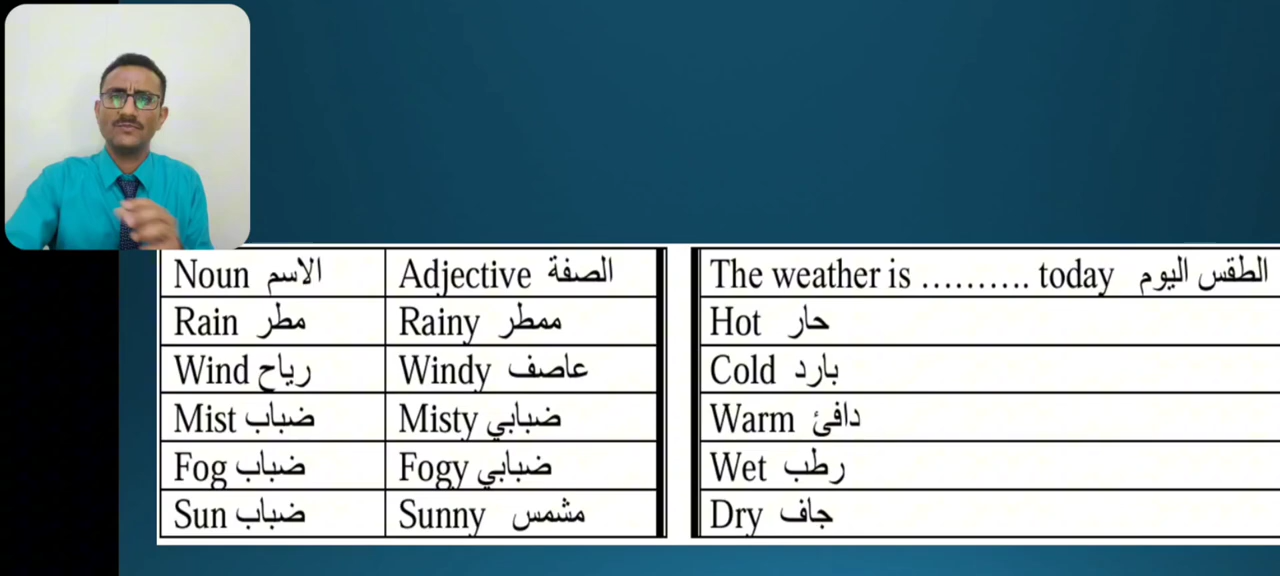 Noun الاسم Adjective الصفة The weather is .......... today الطقس اليوم
Rain مطر Rainy ممطر Hot حار
Wind رياح Windy عاصف Cold بارد
Mist ضباب Misty ضبابي Warm دافئ
Fog ضباب Fogy ضبابي Wet رطب
Sun ضباب Sunny مشمس Dry جاف